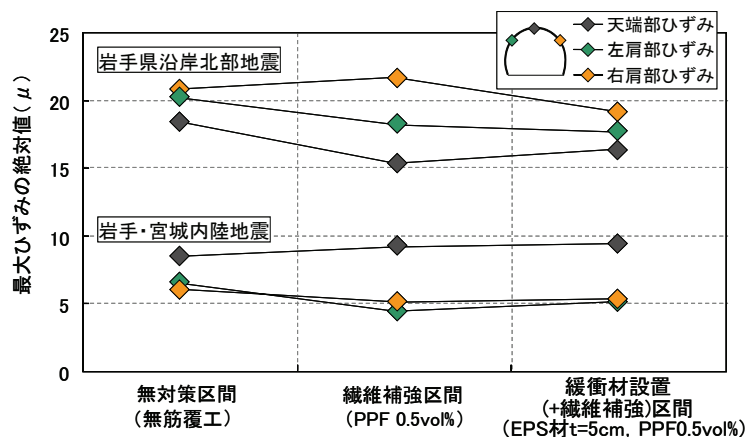 天端部ひずみ
左肩部ひずみ
右肩部ひずみ
最大ひずみの絶対値(μ)
25
20
15
10
5
0
岩手県沿岸北部地震
岩手・宮城内陸地震
無対策区間
(無筋覆工)
繊維補強区間
(PPF 0.5vol%)
緩衝材設置
(+繊維補強)区間
(EPS材t=5cm, PPF0.5vol%)